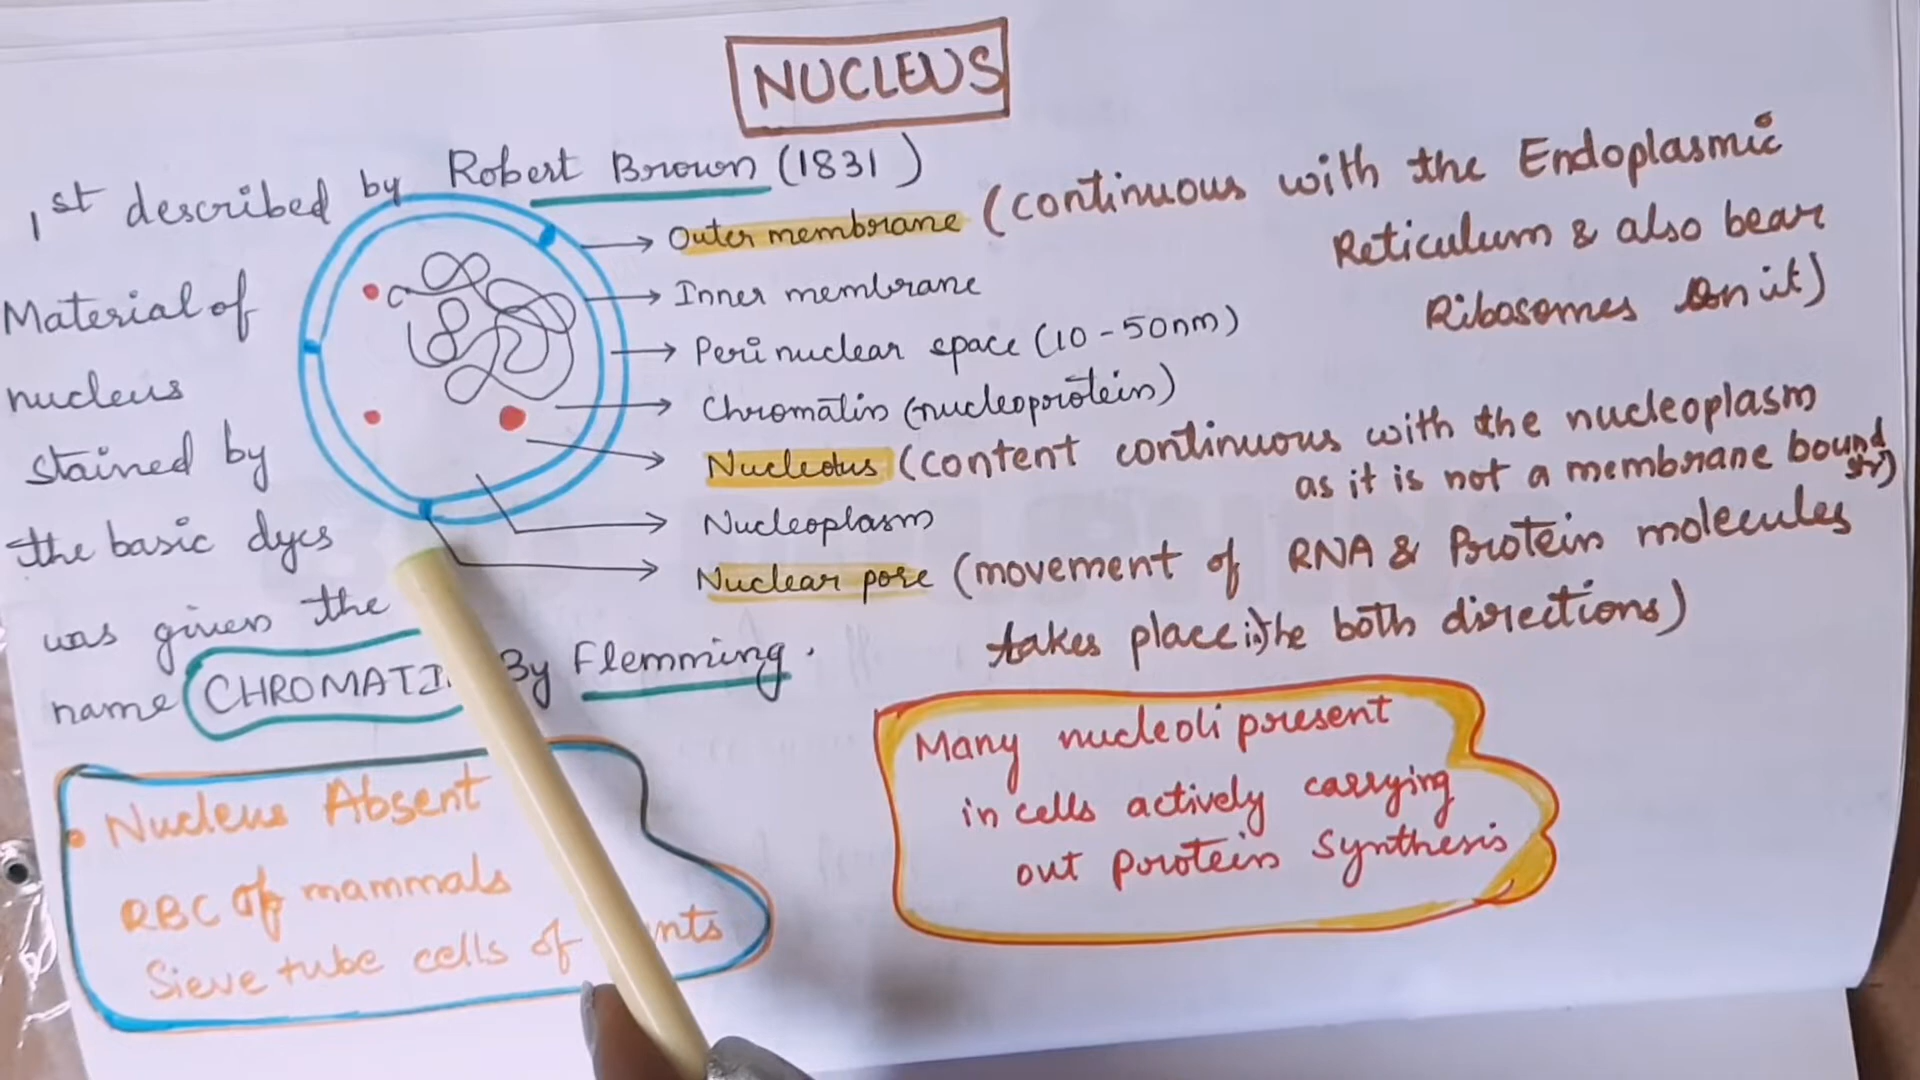 NUCLEUS
1st described by Robert Brown (1831)
Outer membrane (continuous with the Endoplasmic
Reticulum & also bear
Ribosomes on it)
Inner membrane
Perinuclear space (10-50nm)
Chromatin (nucleoprotein)
Nucleolus (content continuous with the nucleoplasm
as it is not a membrane bound
str)
Nucleoplasm
Nuclear pore (movement of RNA & Protein molecules
takes place in the both directions)
Material of
nucleus
stained by
the basic dyes
was given the
name CHROMATI By Flemming.
• Nucleus Absent
RBC of mammals
Sieve tube cells of nts
Many nucleoli present
in cells actively carrying
out protein synthesis